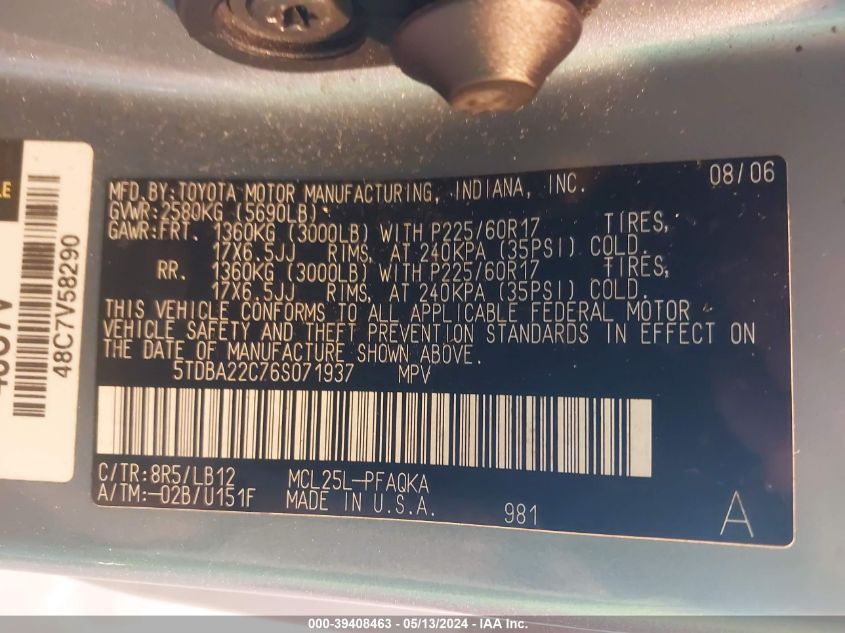 LE
48C7V
48C7V58290
MFD.BY:TOYOTA MOTOR MANUFACTURING, INDIANA, INC. 08/06
GVWR:2580KG (5690LB)
GAWR:FRT. 1360KG (3000LB) WITH P225/60R17 TIRES,
17X6.5JJ RIMS, AT 240KPA (35PSI) COLD.
RR. 1360KG (3000LB) WITH P225/60R17 TIRES,
17X6.5JJ RIMS, AT 240KPA (35PSI) COLD.
THIS VEHICLE CONFORMS TO ALL APPLICABLE FEDERAL MOTOR
VEHICLE SAFETY AND THEFT PREVENTION STANDARDS IN EFFECT ON
THE DATE OF MANUFACTURE SHOWN ABOVE.
5TDBA22C76S071937 MPV
C/TR:8R5/LB12 MCL25L-PFAQKA
A/TM:-02B/U151F MADE IN U.S.A. 981 A
000-39408463 - 05/13/2024 - IAA Inc.